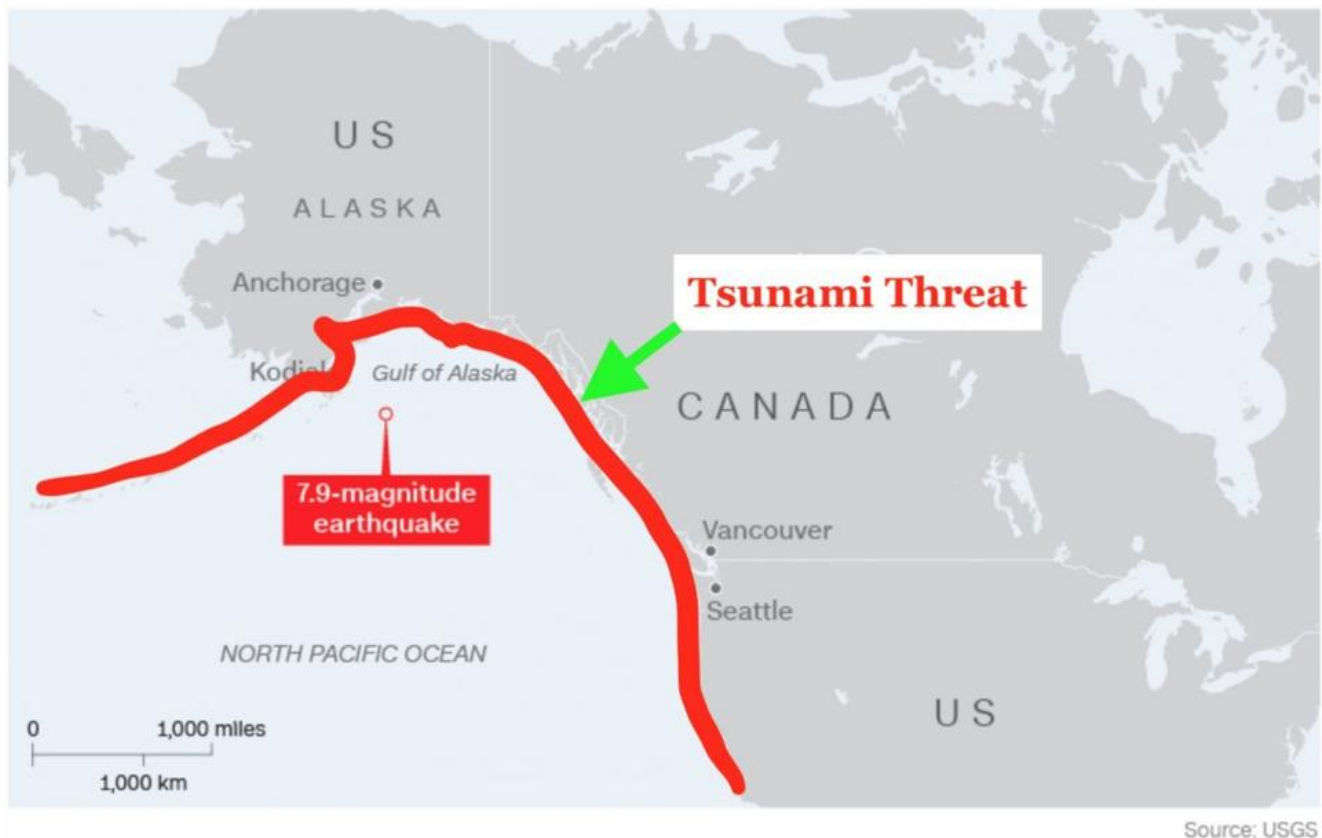 US
ALASKA
Anchorage
Tsunami Threat
Kodiak
Gulf of Alaska
CANADA
7.9-magnitude
earthquake
Vancouver
Seattle
NORTH PACIFIC OCEAN
US
0 1,000 miles
1,000 km
Source: USGS